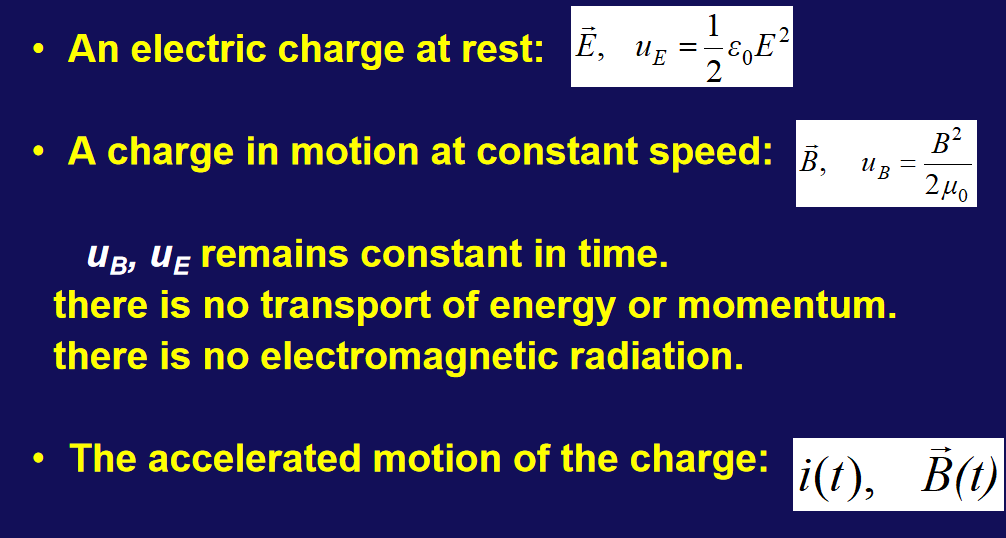 • An electric charge at rest: $\vec{E}, \quad u_E = \frac{1}{2}\varepsilon_0 E^2$
• A charge in motion at constant speed: $\vec{B}, \quad u_B = \frac{B^2}{2\mu_0}$
$u_B$, $u_E$ remains constant in time.
there is no transport of energy or momentum.
there is no electromagnetic radiation.
• The accelerated motion of the charge: $i(t), \quad \vec{B}(t)$